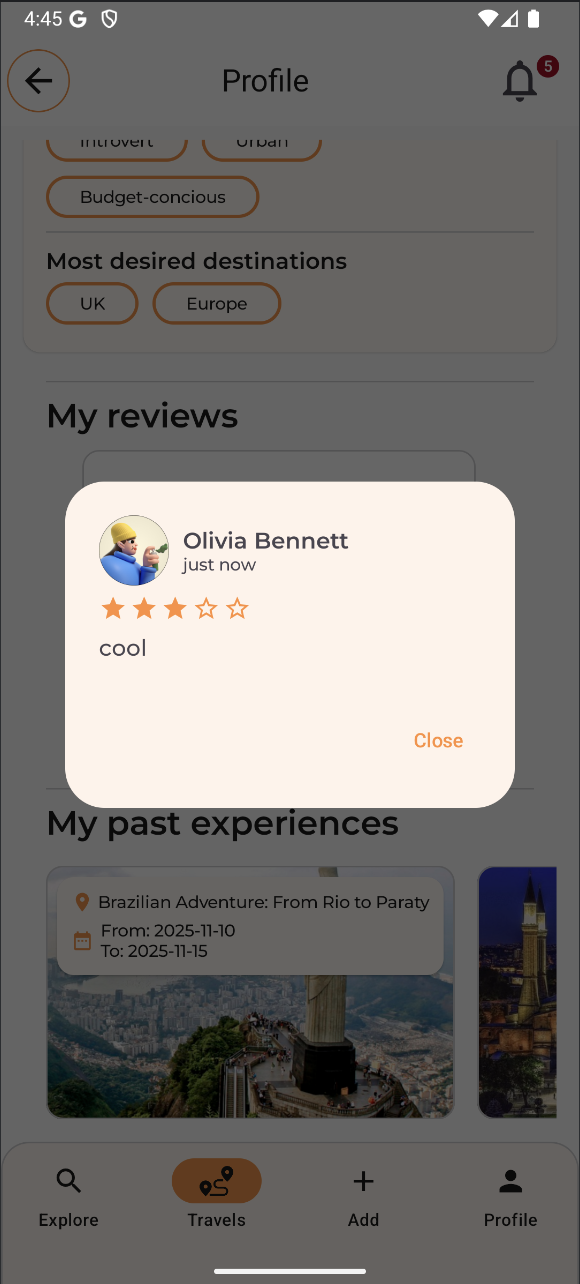 4:45
Profile
5
Introvert
Urban
Budget-concious
Most desired destinations
UK
Europe
My reviews
Olivia Bennett
just now
cool
Close
My past experiences
Brazilian Adventure: From Rio to Paraty
From: 2025-11-10
To: 2025-11-15
Explore
Travels
Add
Profile